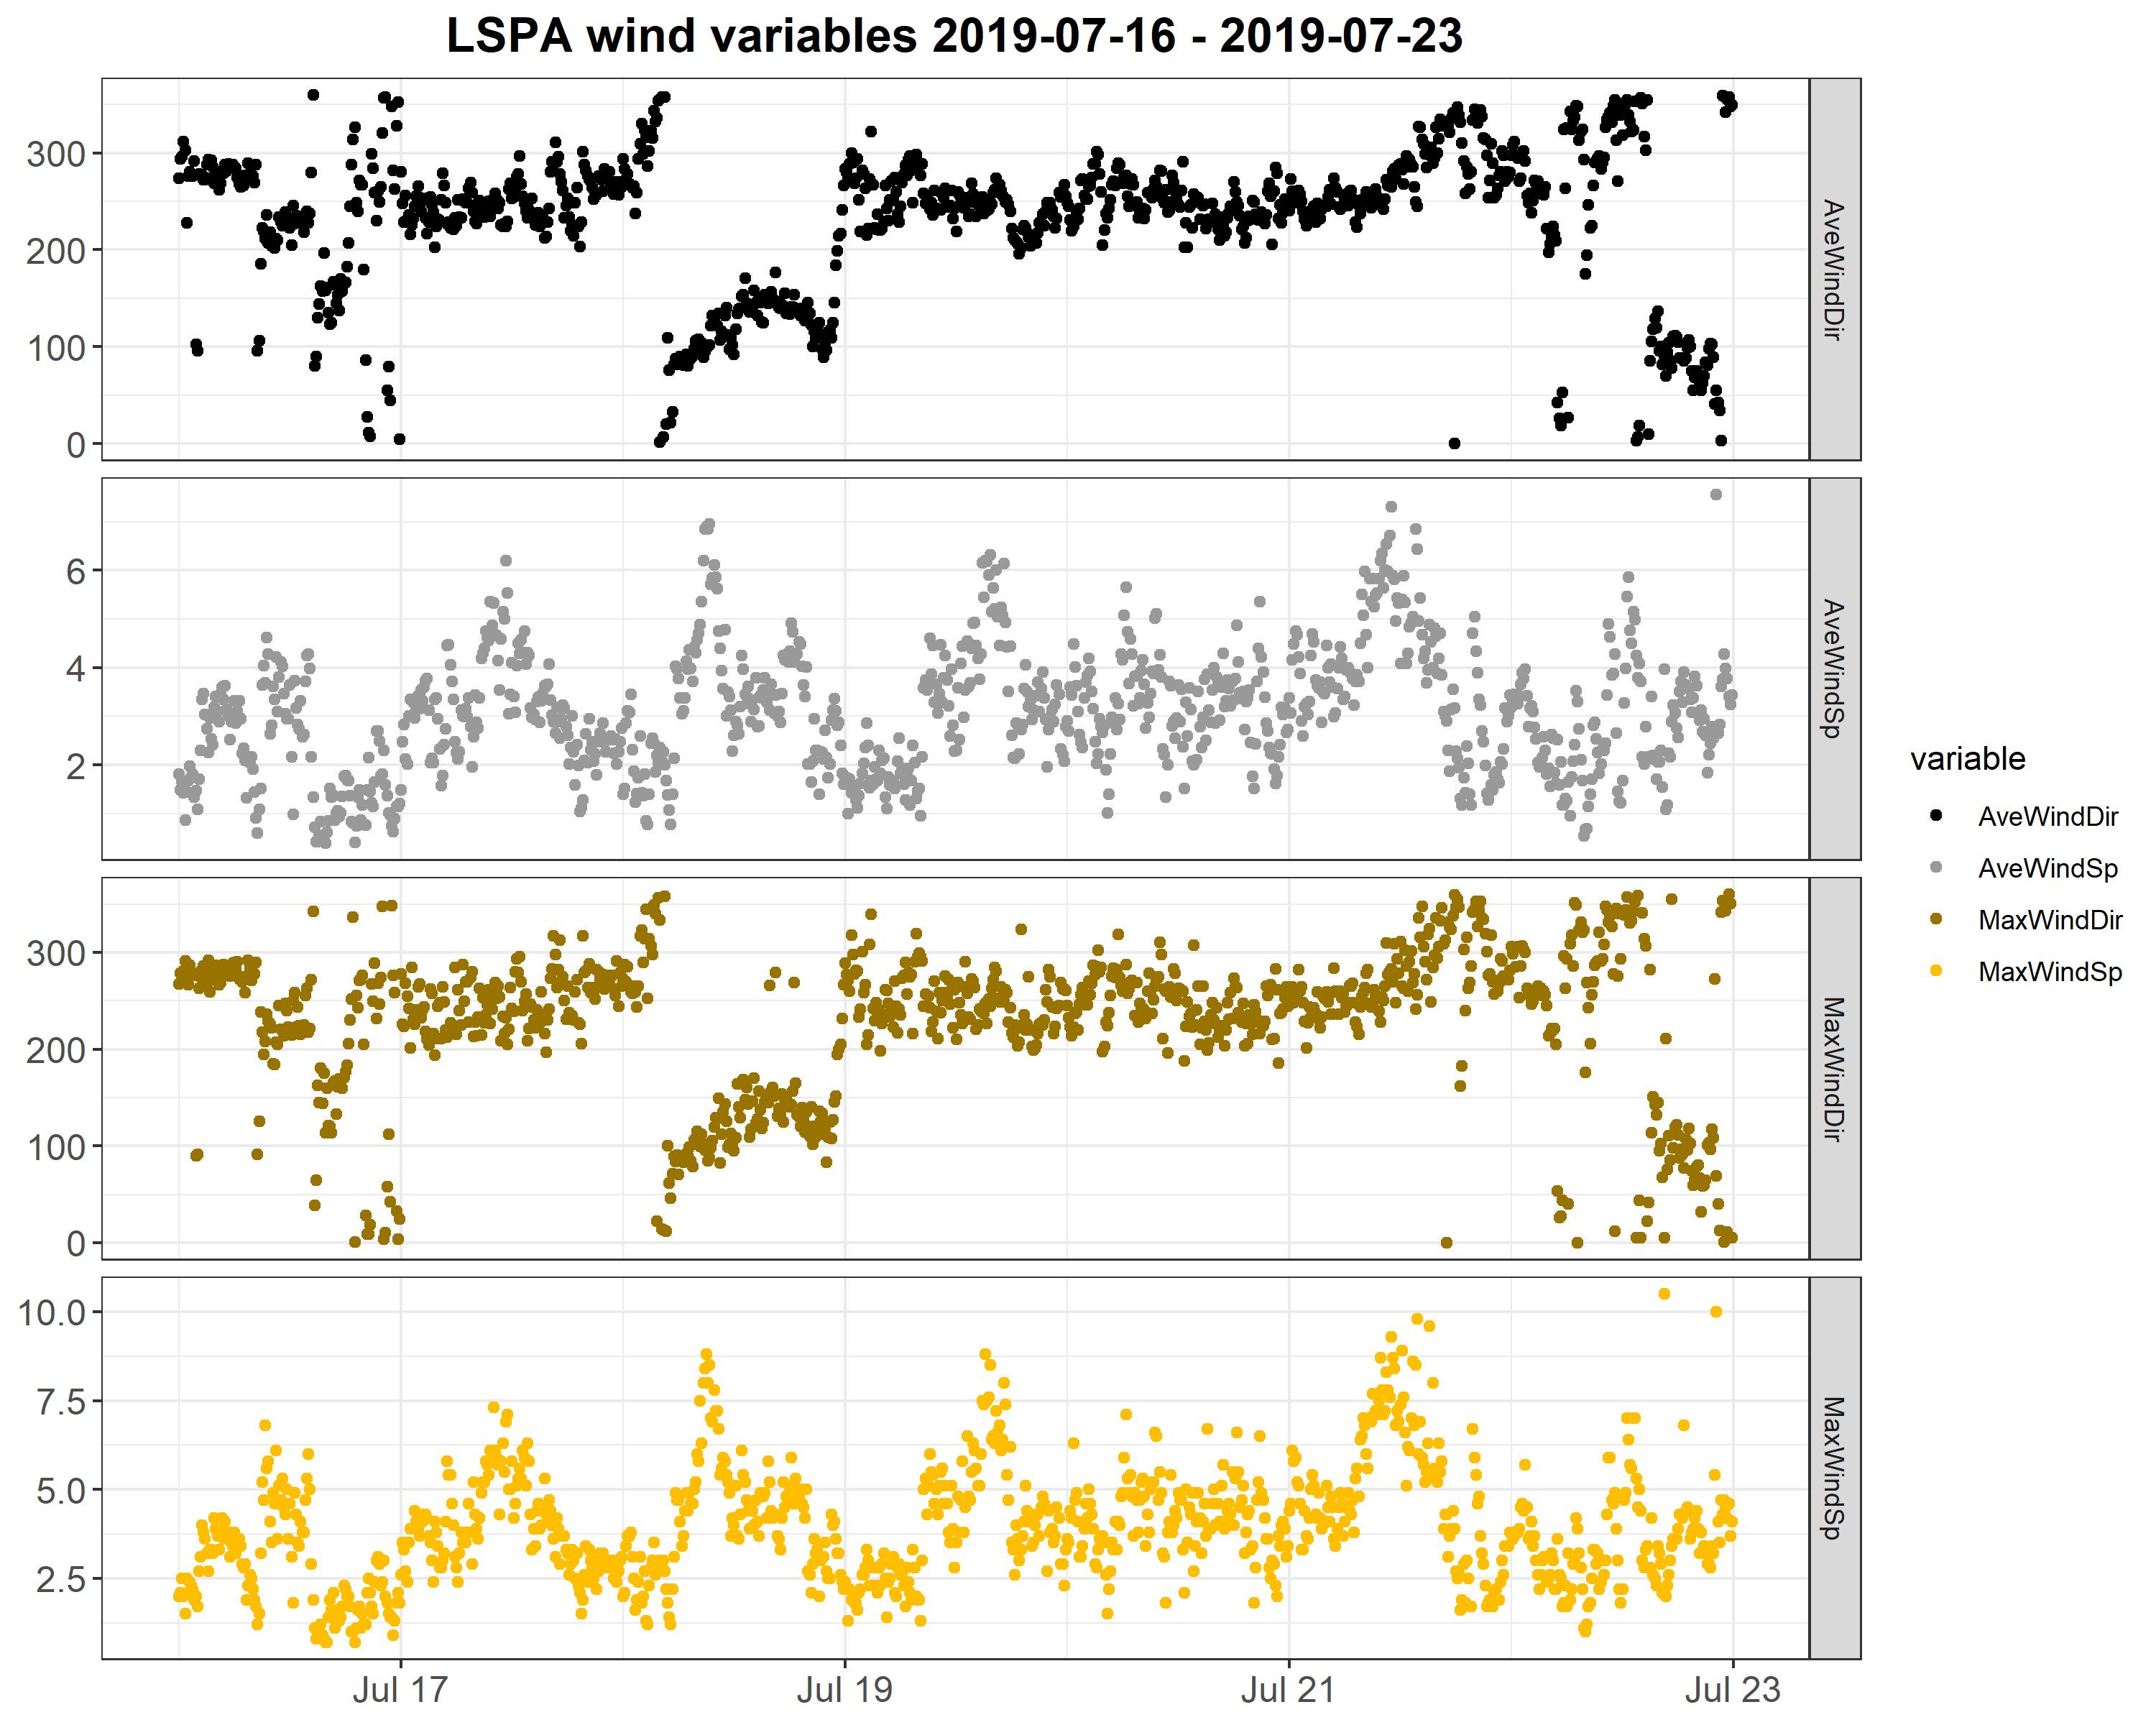 LSPA wind variables 2019-07-16 - 2019-07-23
300
200
100
0
AveWindDir
6
4
2
AveWindSp
300
200
100
0
MaxWindDir
10.0
7.5
5.0
2.5
MaxWindSp
Jul 17 Jul 19 Jul 21 Jul 23
variable
AveWindDir
AveWindSp
MaxWindDir
MaxWindSp